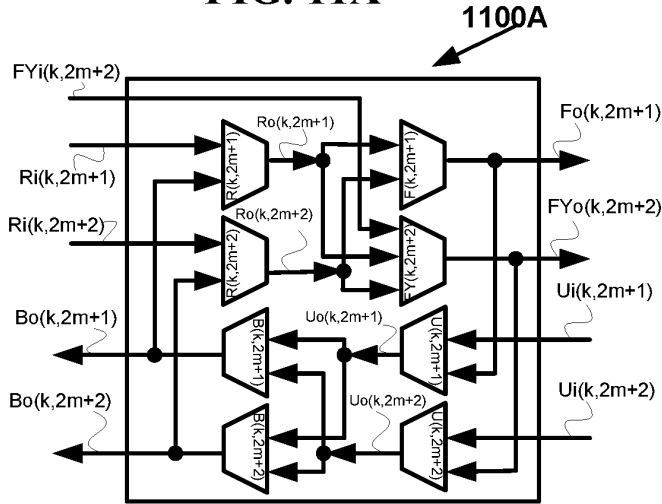 FIG. 11A
1100A
FYi(k,2m+2)
Ri(k,2m+1)
Ri(k,2m+2)
Bo(k,2m+1)
Bo(k,2m+2)
R(k,2m+1)
R(k,2m+2)
Ro(k,2m+1)
Ro(k,2m+2)
F(k,2m+1)
FY(k,2m+2)
B(k,2m+1)
B(k,2m+2)
Uo(k,2m+1)
Uo(k,2m+2)
U(k,2m+1)
U(k,2m+2)
Fo(k,2m+1)
FYo(k,2m+2)
Ui(k,2m+1)
Ui(k,2m+2)